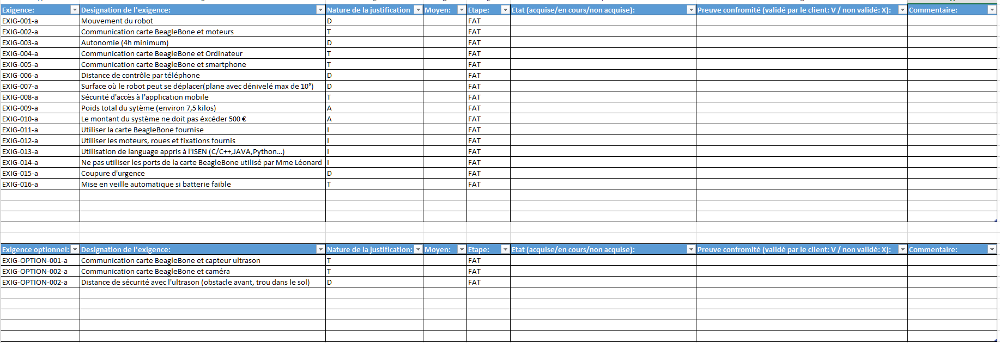 Exigence: Designation de l'exigence: Nature de la justification Moyen: Etape: Etat (acquise/en cours/non acquise): Preuve confromité (validé par le client: V / non validé: X): Commentaire:
EXIG-001-a Mouvement du robot D FAT
EXIG-002-a Communication carte BeagleBone et moteurs T FAT
EXIG-003-a Autonomie (4h minimum) D FAT
EXIG-004-a Communication carte BeagleBone et Ordinateur T FAT
EXIG-005-a Communication carte BeagleBone et smartphone T FAT
EXIG-006-a Distance de contrôle par téléphone D FAT
EXIG-007-a Surface où le robot peut se déplacer(plane avec dénivelé max de 10°) D FAT
EXIG-008-a Sécurité d'accès à l'application mobile T FAT
EXIG-009-a Poids total du sytème (environ 7,5 kilos) A FAT
EXIG-010-a Le montant du système ne doit pas éxcéder 500 € A FAT
EXIG-011-a Utiliser la carte BeagleBone fournise I FAT
EXIG-012-a Utiliser les moteurs, roues et fixations fournis I FAT
EXIG-013-a Utilisation de language appris à l'ISEN (C/C++,JAVA,Python...) I FAT
EXIG-014-a Ne pas utiliser les ports de la carte BeagleBone utilisé par Mme Léonard I FAT
EXIG-015-a Coupure d'urgence D FAT
EXIG-016-a Mise en veille automatique si batterie faible T FAT
Exigence optionnel: Designation de l'exigence: Nature de la justification: Moyen: Etape: Etat (acquise/en cours/non acquise): Preuve confromité (validé par le client: V / non validé: X): Commentaire:
EXIG-OPTION-001-a Communication carte BeagleBone et capteur ultrason T FAT
EXIG-OPTION-002-a Communication carte BeagleBone et caméra T FAT
EXIG-OPTION-002-a Distance de sécurité avec l'ultrason (obstacle avant, trou dans le sol) D FAT